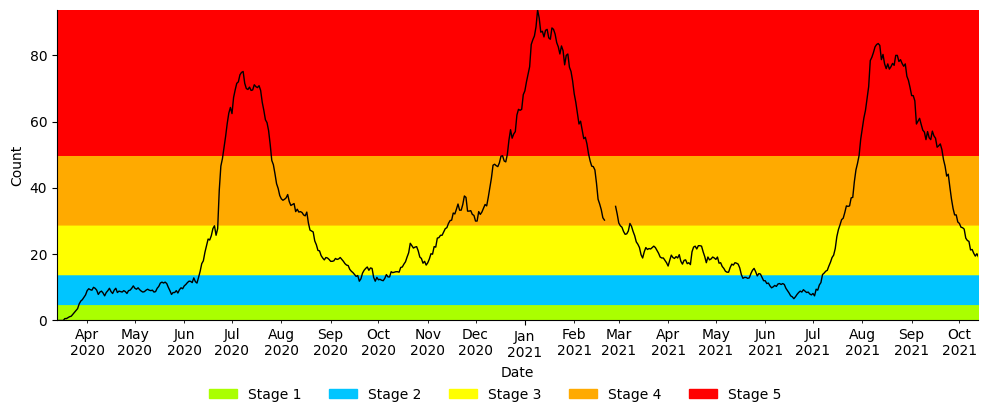 Count
80
60
40
20
0
Apr May Jun Jul Aug Sep Oct Nov Dec Jan Feb Mar Apr May Jun Jul Aug Sep Oct
2020 2020 2020 2020 2020 2020 2020 2020 2020 2021 2021 2021 2021 2021 2021 2021 2021 2021 2021
Date
Stage 1 Stage 2 Stage 3 Stage 4 Stage 5